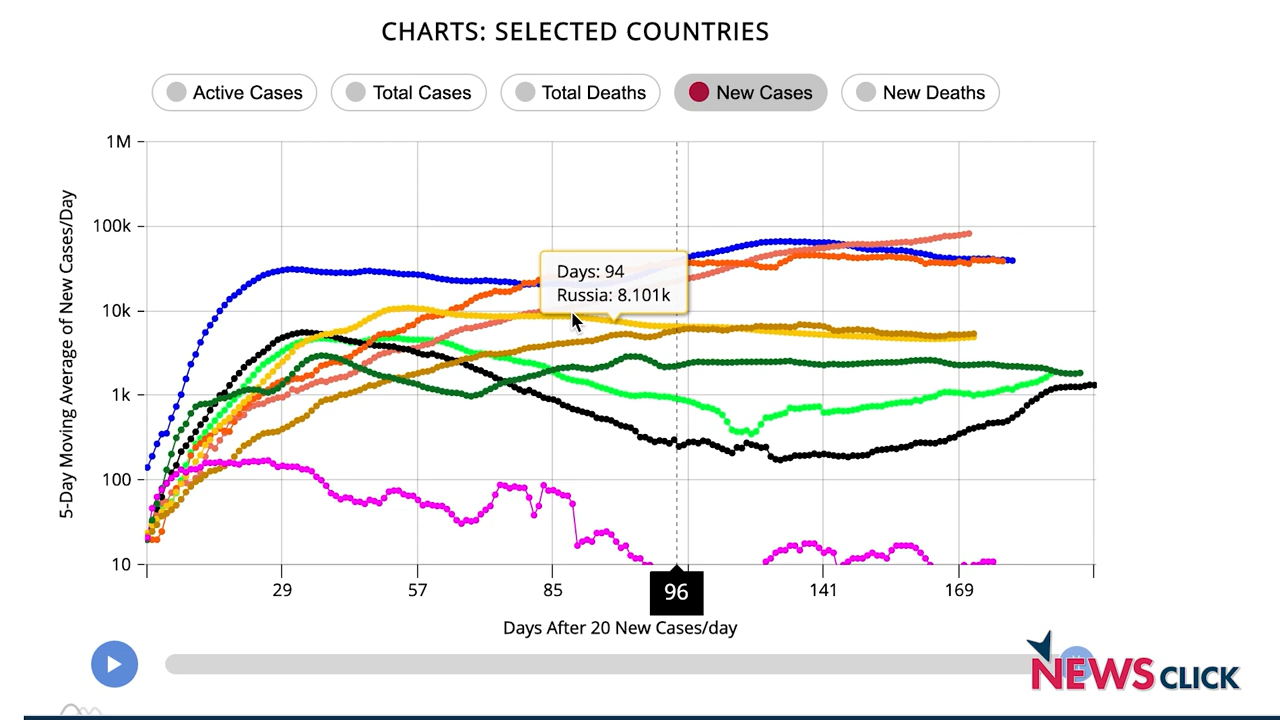 CHARTS: SELECTED COUNTRIES
Active Cases
Total Cases
Total Deaths
New Cases
New Deaths
5-Day Moving Average of New Cases/Day
1M
100k
10k
1k
100
10
Days: 94
Russia: 8.101k
29
57
85
96
141
169
Days After 20 New Cases/day
NEWSCLICK